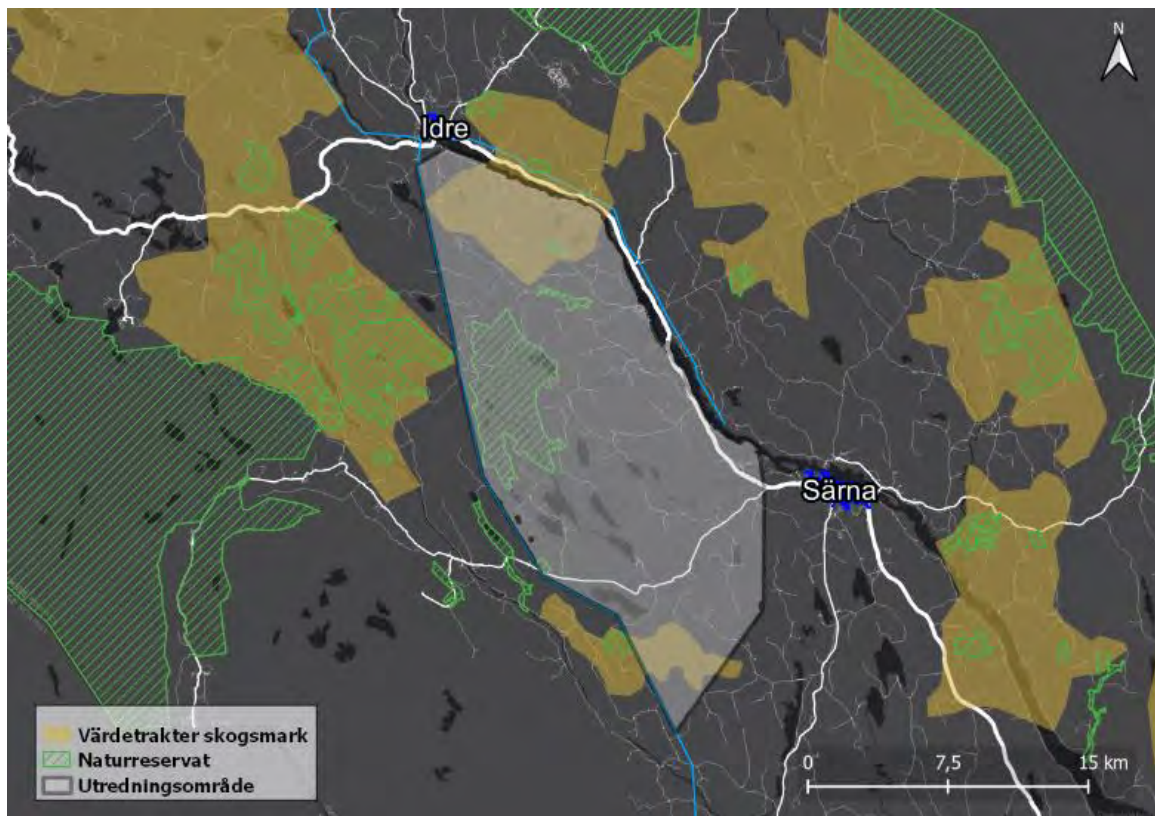 N
Idre
Särna
Värdetrakter skogsmark
Naturreservat
Utredningsområde
0 7,5 15 km